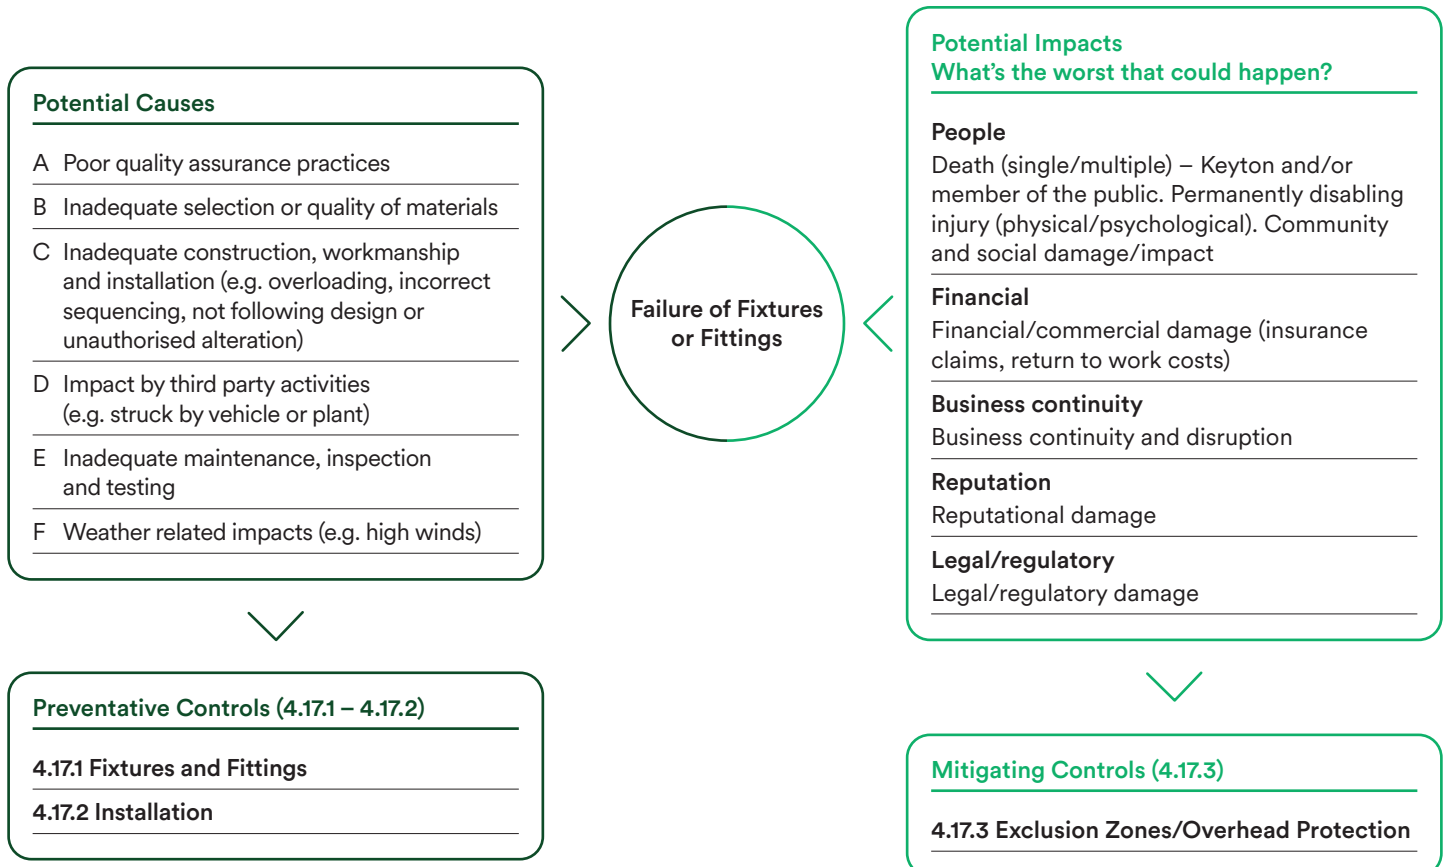 Potential Causes
A Poor quality assurance practices
B Inadequate selection or quality of materials
C Inadequate construction, workmanship
and installation (e.g. overloading, incorrect
sequencing, not following design or
unauthorised alteration)
D Impact by third party activities
(e.g. struck by vehicle or plant)
E Inadequate maintenance, inspection
and testing
F Weather related impacts (e.g. high winds)
Preventative Controls (4.17.1 – 4.17.2)
4.17.1 Fixtures and Fittings
4.17.2 Installation
Failure of Fixtures
or Fittings
Potential Impacts
What’s the worst that could happen?
People
Death (single/multiple) – Keyton and/or
member of the public. Permanently disabling
injury (physical/psychological). Community
and social damage/impact
Financial
Financial/commercial damage (insurance
claims, return to work costs)
Business continuity
Business continuity and disruption
Reputation
Reputational damage
Legal/regulatory
Legal/regulatory damage
Mitigating Controls (4.17.3)
4.17.3 Exclusion Zones/Overhead Protection